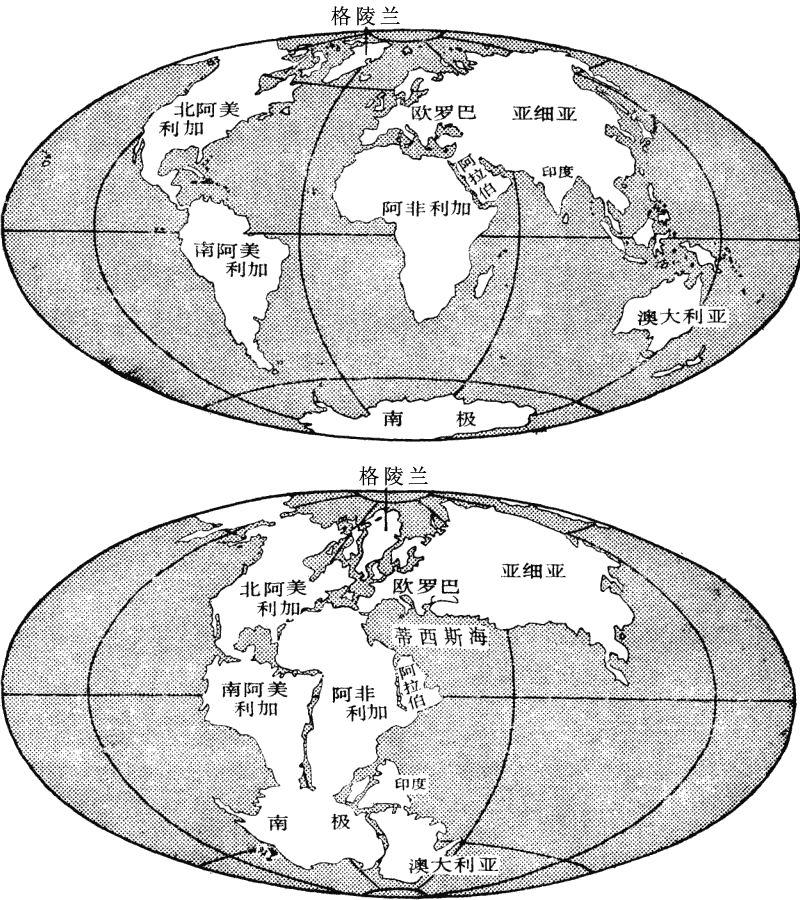 格陵兰
北阿美
利加
欧罗巴
亚细亚
阿拉伯
印度
阿非利加
南阿美
利加
澳大利亚
南极
格陵兰
北阿美
利加
欧罗巴
亚细亚
蒂西斯海
阿拉伯
南阿美
利加
阿非
利加
印度
南极
澳大利亚